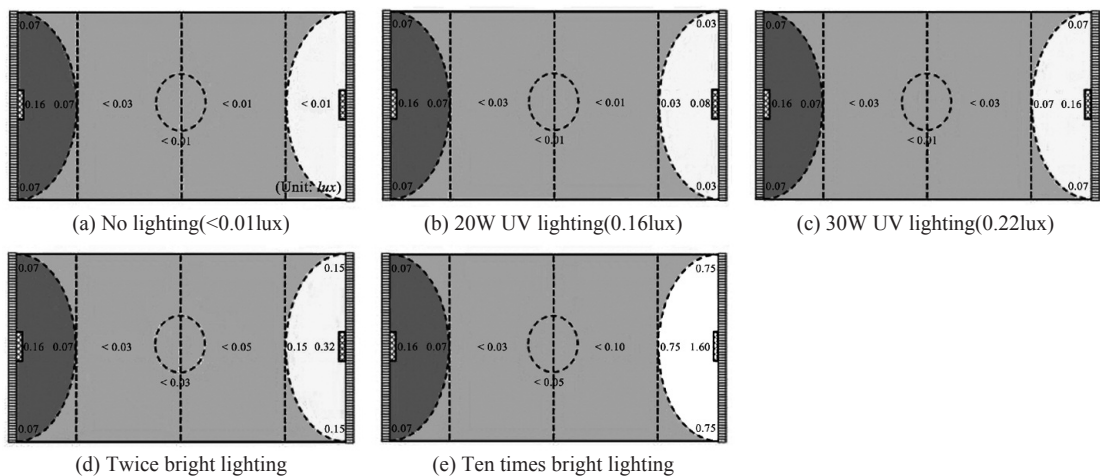 0.07
0.16 0.07 < 0.03 < 0.01 < 0.01
< 0.01
0.07 (Unit: lux)
(a) No lighting(<0.01lux)
0.07 0.03
0.16 0.07 < 0.03 < 0.01 0.03 0.08
< 0.01
0.07 0.03
(b) 20W UV lighting(0.16lux)
0.07 0.07
0.16 0.07 < 0.03 < 0.03 0.07 0.16
< 0.01
0.07 0.07
(c) 30W UV lighting(0.22lux)
0.07 0.15
0.16 0.07 < 0.03 < 0.05 0.15 0.32
< 0.03
0.07 0.15
(d) Twice bright lighting
0.07 0.75
0.16 0.07 < 0.03 < 0.10 0.75 1.60
< 0.05
0.07 0.75
(e) Ten times bright lighting